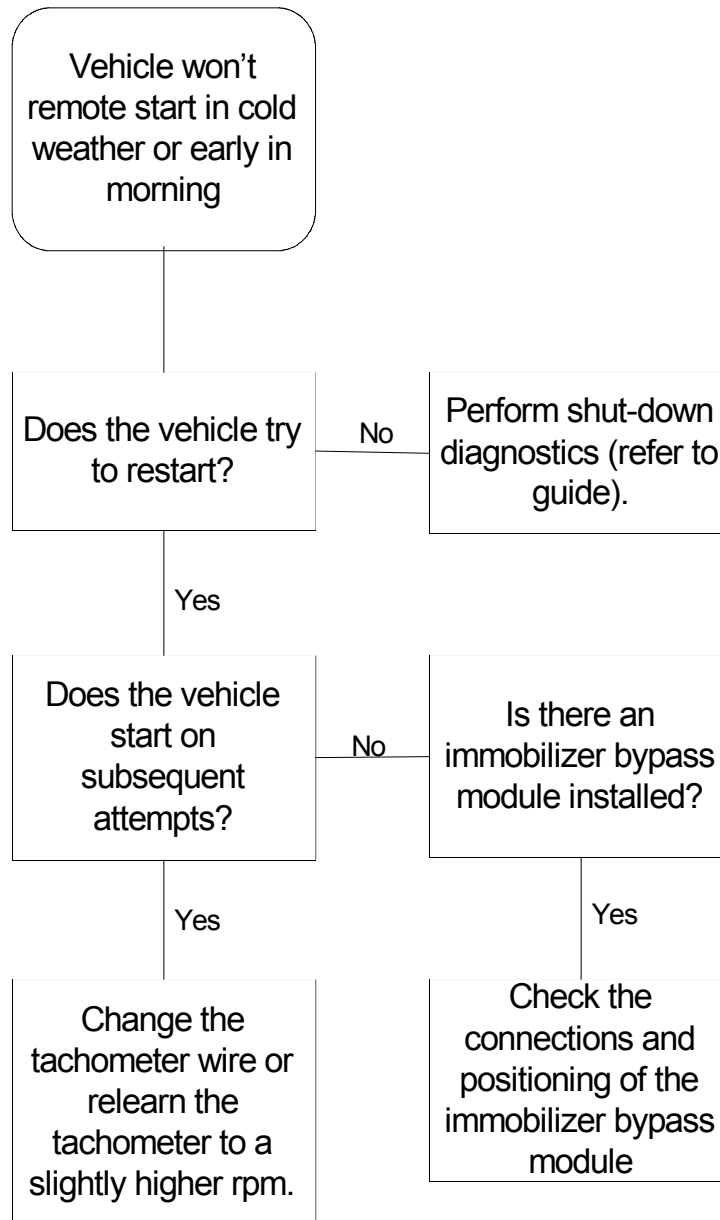 Vehicle won’t
remote start in cold
weather or early in
morning
Does the vehicle try
to restart?
No
Perform shut-down
diagnostics (refer to
guide).
Yes
Does the vehicle
start on
subsequent
attempts?
No
Is there an
immobilizer bypass
module installed?
Yes
Yes
Change the
tachometer wire or
relearn the
tachometer to a
slightly higher rpm.
Check the
connections and
positioning of the
immobilizer bypass
module